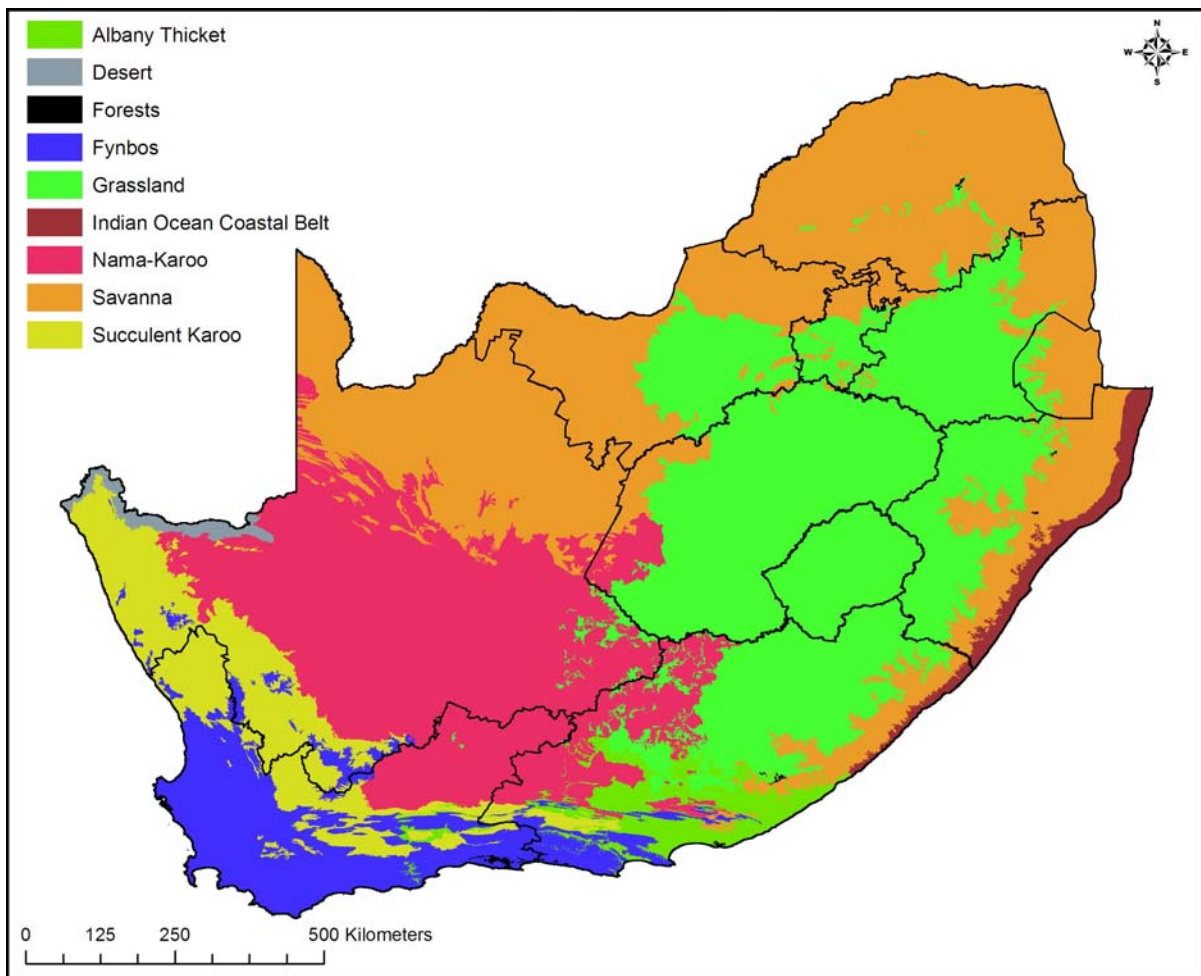 Albany Thicket
Desert
Forests
Fynbos
Grassland
Indian Ocean Coastal Belt
Nama-Karoo
Savanna
Succulent Karoo
N
W E
S
0 125 250 500 Kilometers